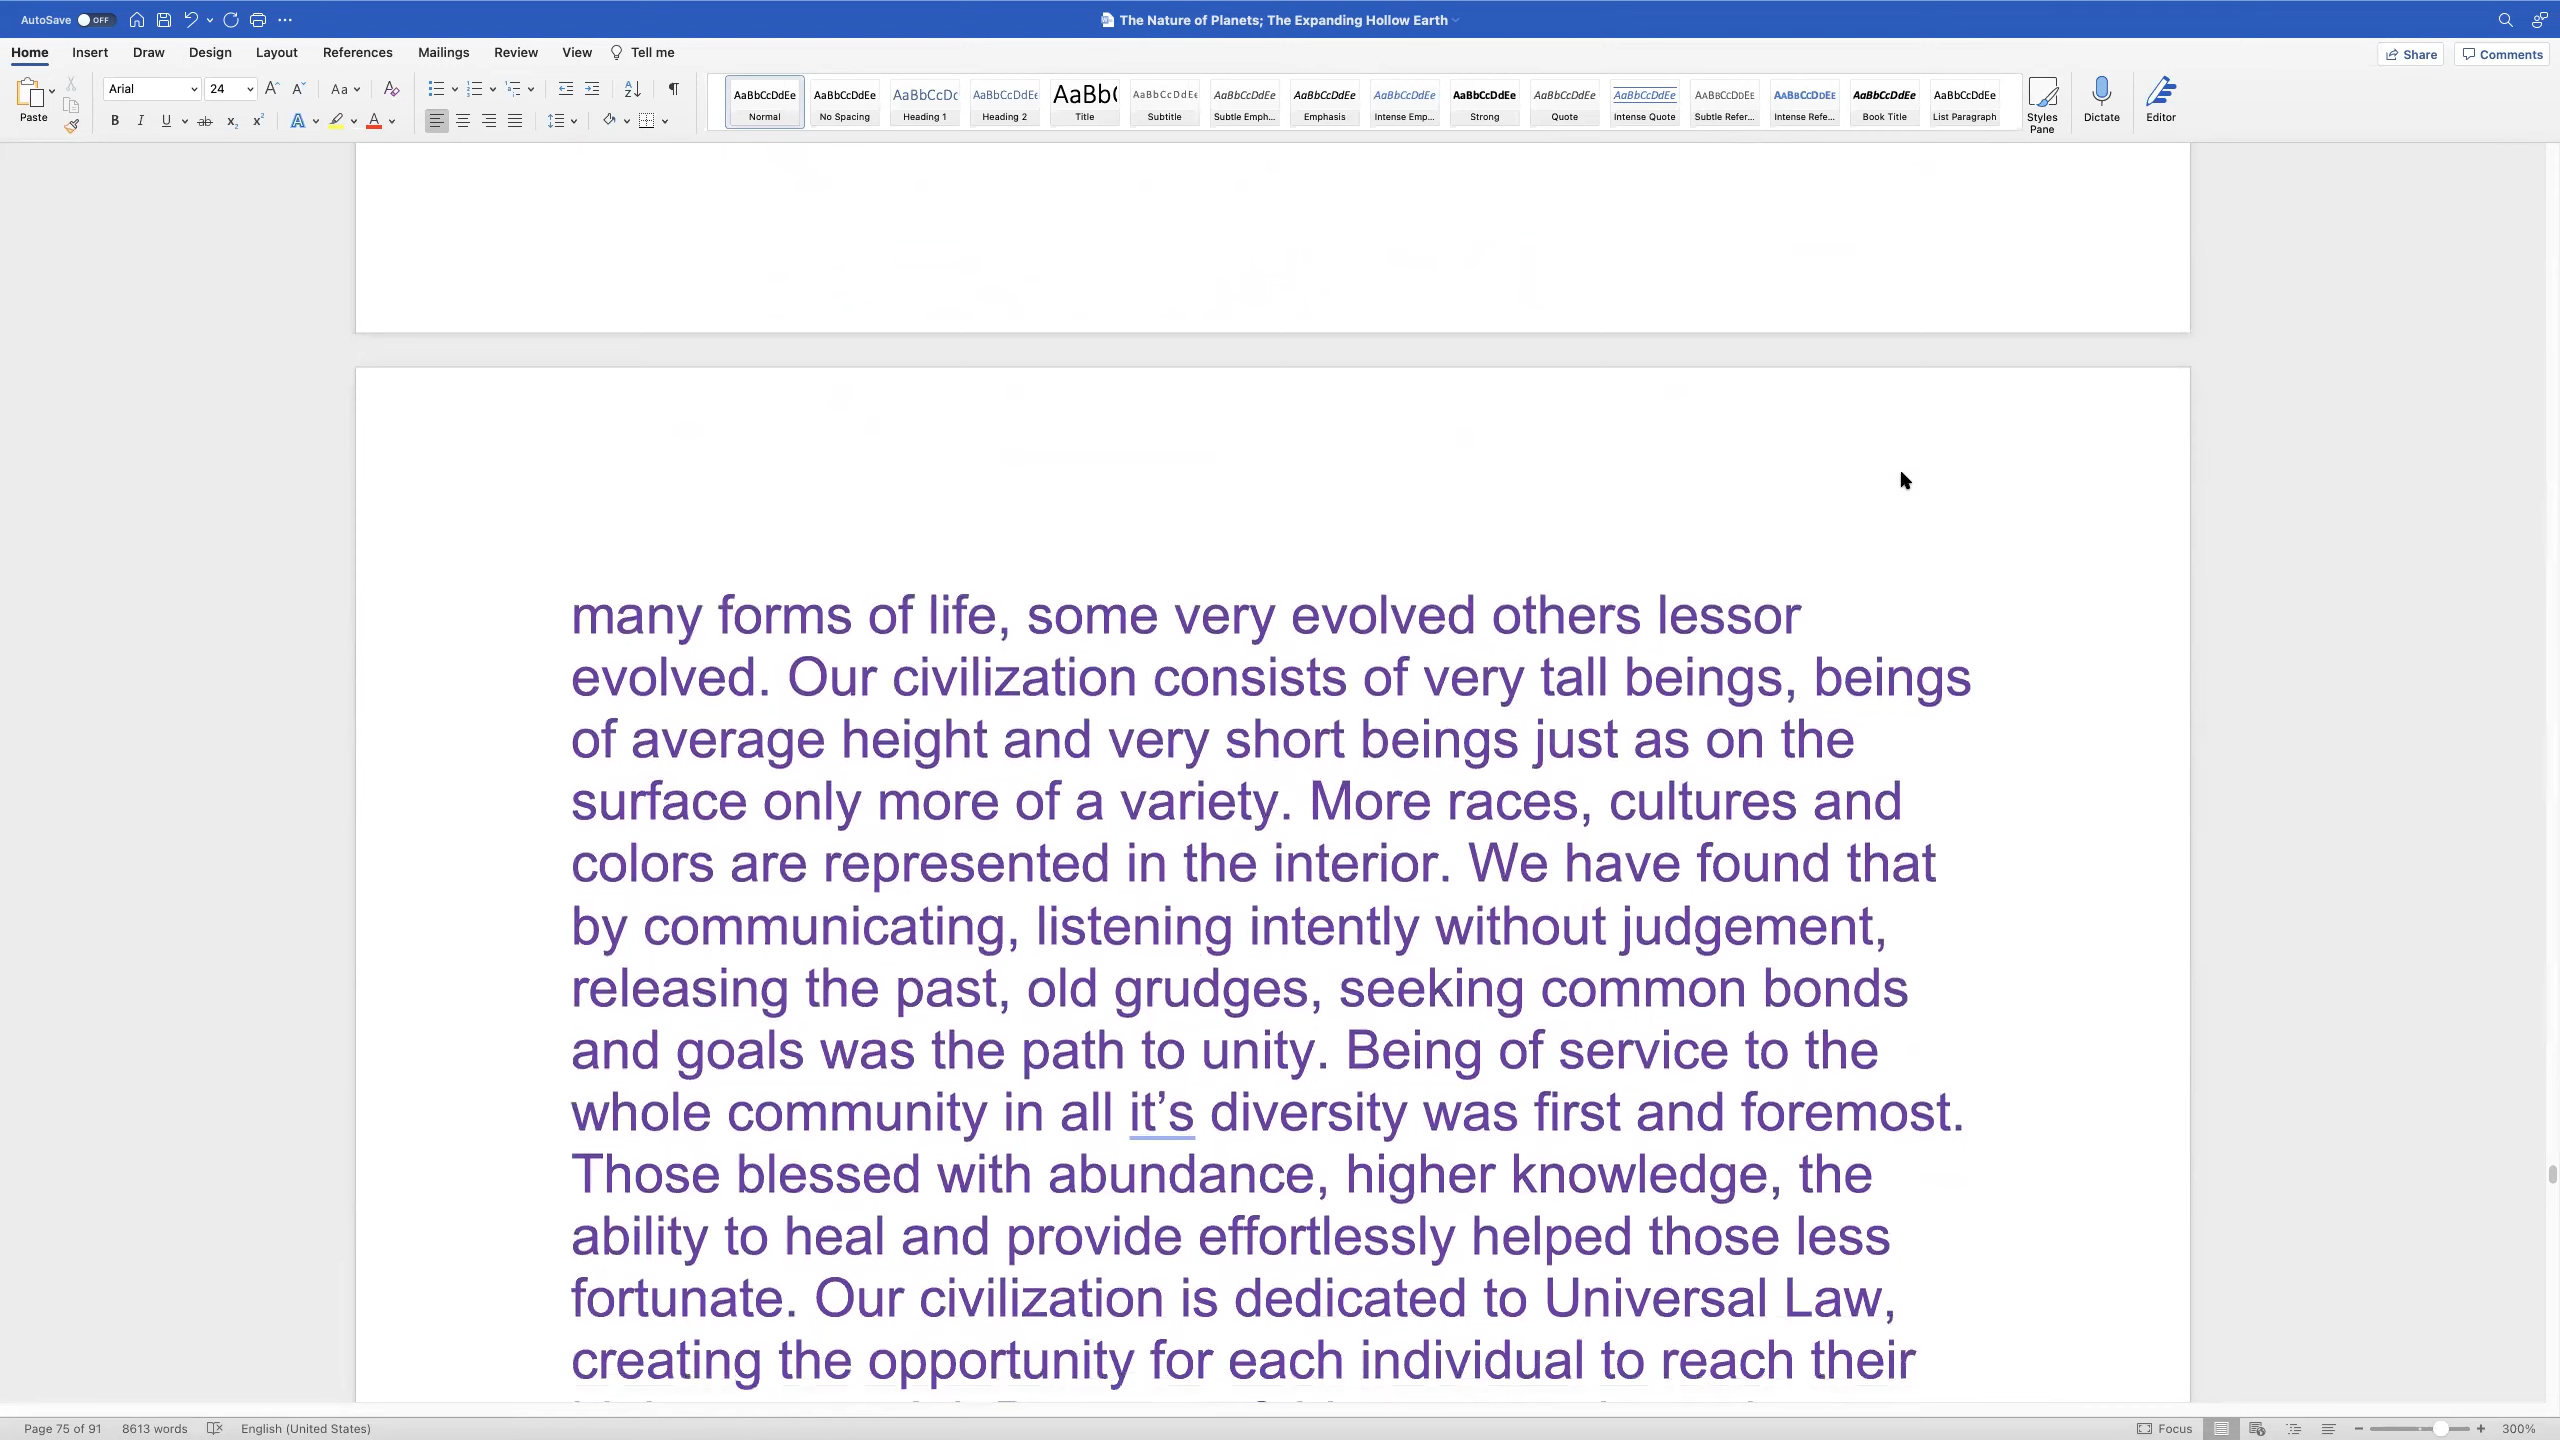 AutoSave OFF
The Nature of Planets; The Expanding Hollow Earth
Home Insert Draw Design Layout References Mailings Review View Tell me
Share Comments
Paste
Arial 24
Aa
AaBbCcDdEe Normal
AaBbCcDdEe No Spacing
AaBbCcDc Heading 1
AaBbCcDdEe Heading 2
AaBb( Title
AaBbCcDdEe Subtitle
AaBbCcDdEe Subtle Emph...
AaBbCcDdEe Emphasis
AaBbCcDdEe Intense Emp...
AaBbCcDdEe Strong
AaBbCcDdEe Quote
AaBbCcDdEe Intense Quote
AaBbCcDdEe Subtle Refer...
AaBbCcDdEe Intense Refe...
AaBbCcDdEe Book Title
AaBbCcDdEe List Paragraph
Styles Pane
Dictate
Editor
many forms of life, some very evolved others lessor
evolved. Our civilization consists of very tall beings, beings
of average height and very short beings just as on the
surface only more of a variety. More races, cultures and
colors are represented in the interior. We have found that
by communicating, listening intently without judgement,
releasing the past, old grudges, seeking common bonds
and goals was the path to unity. Being of service to the
whole community in all it’s diversity was first and foremost.
Those blessed with abundance, higher knowledge, the
ability to heal and provide effortlessly helped those less
fortunate. Our civilization is dedicated to Universal Law,
creating the opportunity for each individual to reach their
Page 75 of 91 8613 words English (United States) Focus 300%